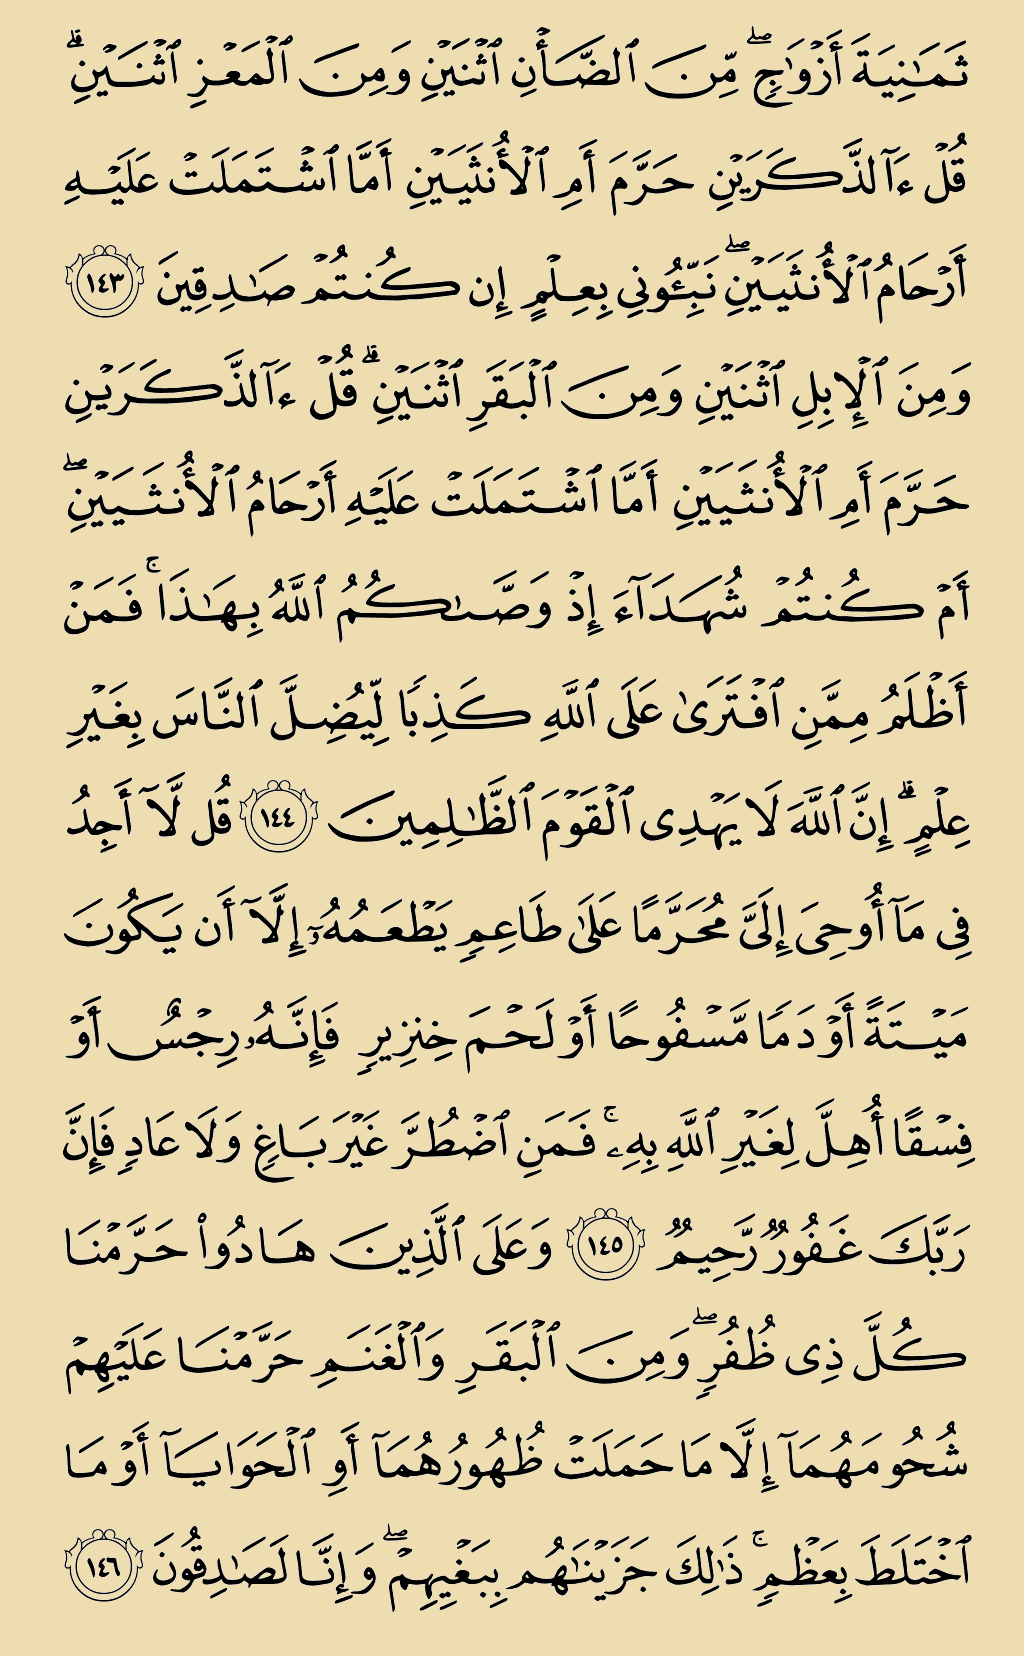 ثَمَٰنِيَةَ أَزْوَٰجٍۖ مِّنَ ٱلضَّأْنِ ٱثْنَيْنِ وَمِنَ ٱلْمَعْزِ ٱثْنَيْنِۗ
قُلْ ءَآلذَّكَرَيْنِ حَرَّمَ أَمِ ٱلْأُنثَيَيْنِ أَمَّا ٱشْتَمَلَتْ عَلَيْهِ
أَرْحَامُ ٱلْأُنثَيَيْنِۖ نَبِّـُٔونِى بِعِلْمٍ إِن كُنتُمْ صَٰدِقِينَ ١٤٣
وَمِنَ ٱلْإِبِلِ ٱثْنَيْنِ وَمِنَ ٱلْبَقَرِ ٱثْنَيْنِۗ قُلْ ءَآلذَّكَرَيْنِ
حَرَّمَ أَمِ ٱلْأُنثَيَيْنِ أَمَّا ٱشْتَمَلَتْ عَلَيْهِ أَرْحَامُ ٱلْأُنثَيَيْنِۖ
أَمْ كُنتُمْ شُهَدَآءَ إِذْ وَصَّىٰكُمُ ٱللَّهُ بِهَٰذَاۚ فَمَنْ
أَظْلَمُ مِمَّنِ ٱفْتَرَىٰ عَلَى ٱللَّهِ كَذِبًا لِّيُضِلَّ ٱلنَّاسَ بِغَيْرِ
عِلْمٍۗ إِنَّ ٱللَّهَ لَا يَهْدِى ٱلْقَوْمَ ٱلظَّٰلِمِينَ ١٤٤ قُل لَّآ أَجِدُ
فِى مَآ أُوحِىَ إِلَىَّ مُحَرَّمًا عَلَىٰ طَاعِمٍ يَطْعَمُهُۥٓ إِلَّآ أَن يَكُونَ
مَيْتَةً أَوْ دَمًا مَّسْفُوحًا أَوْ لَحْمَ خِنزِيرٍ فَإِنَّهُۥ رِجْسٌ أَوْ
فِسْقًا أُهِلَّ لِغَيْرِ ٱللَّهِ بِهِۦۚ فَمَنِ ٱضْطُرَّ غَيْرَ بَاغٍ وَلَا عَادٍ فَإِنَّ
رَبَّكَ غَفُورٌ رَّحِيمٌ ١٤٥ وَعَلَى ٱلَّذِينَ هَادُوا۟ حَرَّمْنَا
كُلَّ ذِى ظُفُرٍۖ وَمِنَ ٱلْبَقَرِ وَٱلْغَنَمِ حَرَّمْنَا عَلَيْهِمْ
شُحُومَهُمَآ إِلَّا مَا حَمَلَتْ ظُهُورُهُمَآ أَوِ ٱلْحَوَايَآ أَوْ مَا
ٱخْتَلَطَ بِعَظْمٍۚ ذَٰلِكَ جَزَيْنَٰهُم بِبَغْيِهِمْۖ وَإِنَّا لَصَٰدِقُونَ ١٤٦